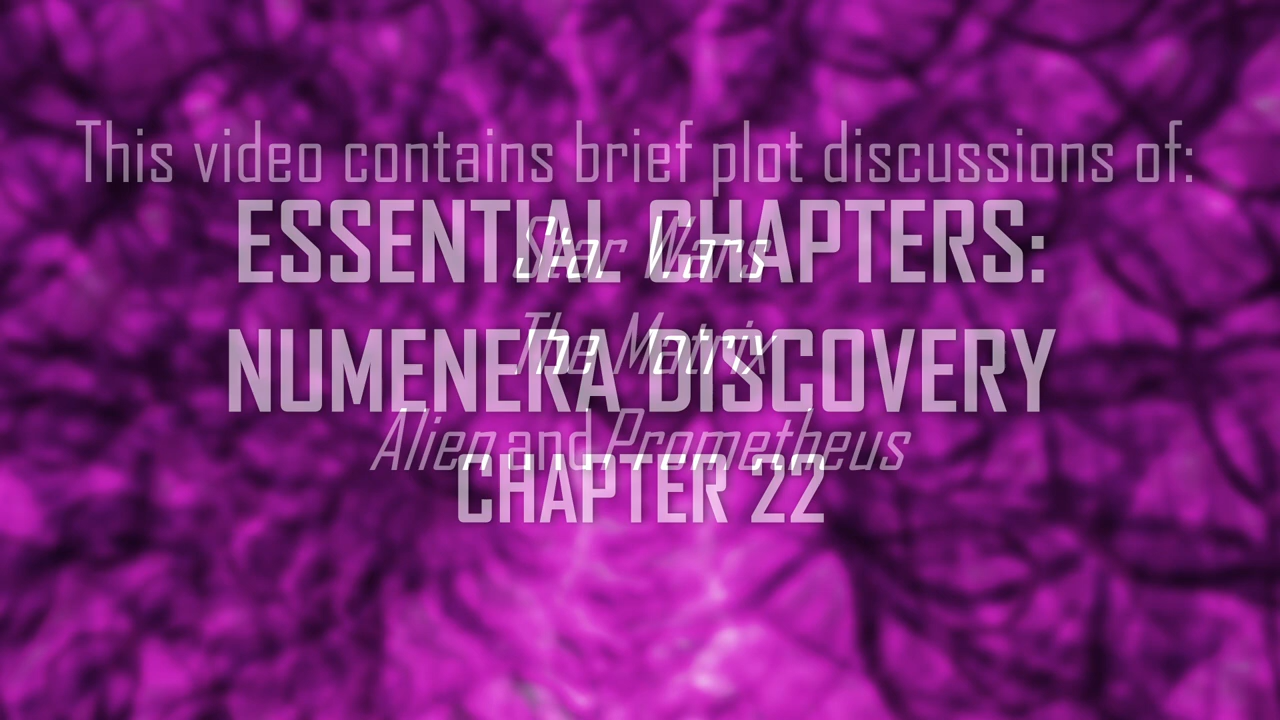 This video contains brief plot discussions of:
ESSENTIAL CHAPTERS:
Star Wars
NUMENERA DISCOVERY
The Matrix
Alien and Prometheus
CHAPTER 22